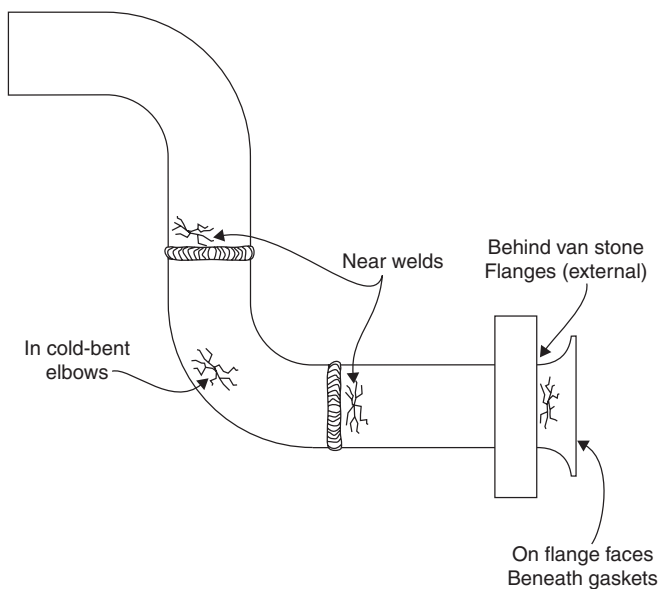 Near welds
Behind van stone
Flanges (external)
In cold-bent
elbows
On flange faces
Beneath gaskets